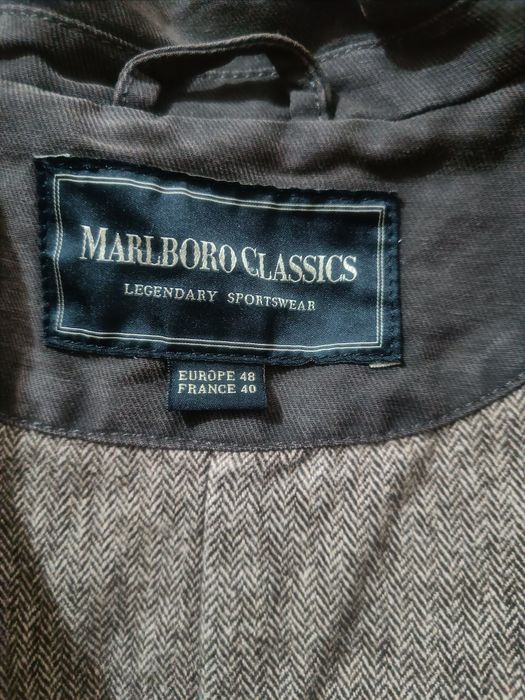 MARLBORO CLASSICS
LEGENDARY SPORTSWEAR
EUROPE 48
FRANCE 40